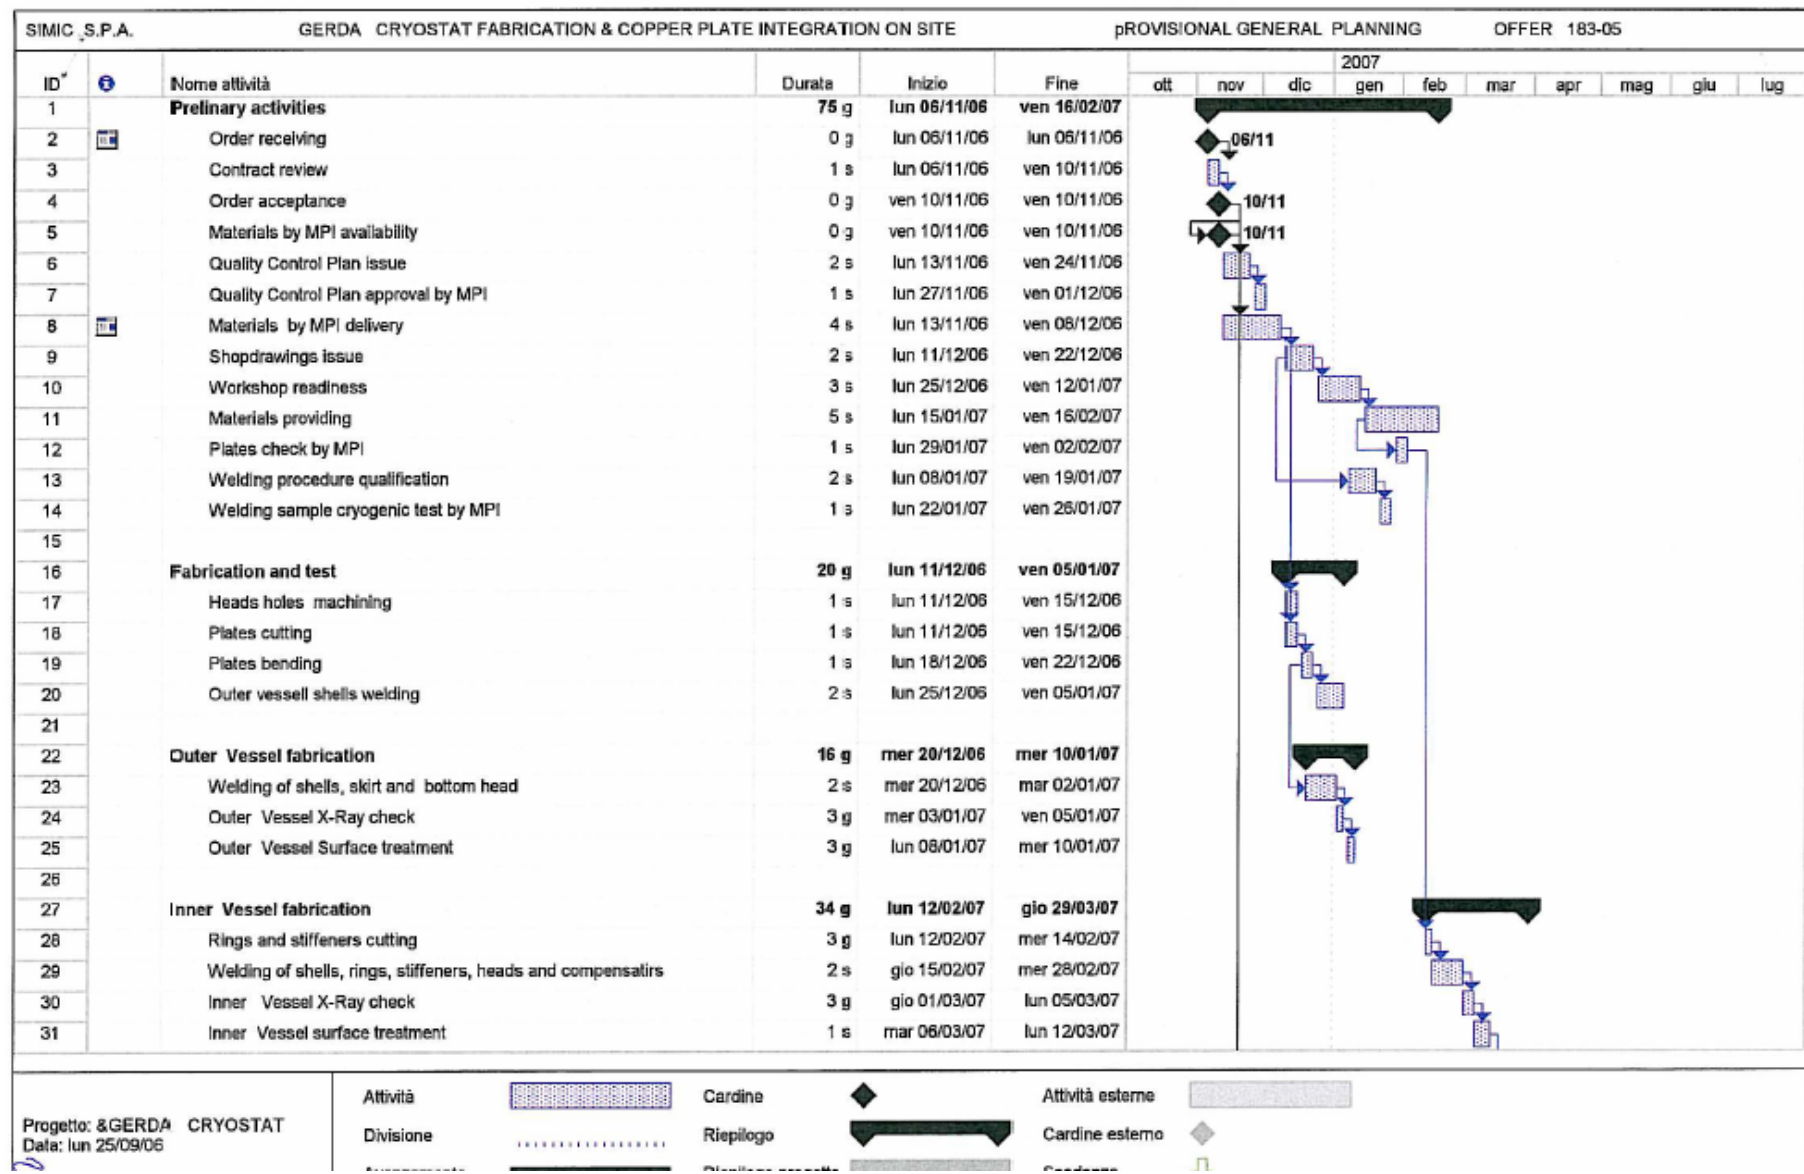 SIMIC S.P.A. GERDA CRYOSTAT FABRICATION & COPPER PLATE INTEGRATION ON SITE pROVISIONAL GENERAL PLANNING OFFER 183-05
2007
ID Nome attività Durata Inizio Fine ott nov dic gen feb mar apr mag giu lug
1 Prelinary activities 75 g lun 06/11/06 ven 16/02/07
2 Order receiving 0 g lun 06/11/06 lun 06/11/06 06/11
3 Contract review 1 s lun 06/11/06 ven 10/11/06
4 Order acceptance 0 g ven 10/11/06 ven 10/11/06 10/11
5 Materials by MPI availability 0 g ven 10/11/06 ven 10/11/06 10/11
6 Quality Control Plan issue 2 s lun 13/11/06 ven 24/11/06
7 Quality Control Plan approval by MPI 1 s lun 27/11/06 ven 01/12/06
8 Materials by MPI delivery 4 s lun 13/11/06 ven 08/12/06
9 Shopdrawings issue 2 s lun 11/12/06 ven 22/12/06
10 Workshop readiness 3 s lun 25/12/06 ven 12/01/07
11 Materials providing 5 s lun 15/01/07 ven 16/02/07
12 Plates check by MPI 1 s lun 29/01/07 ven 02/02/07
13 Welding procedure qualification 2 s lun 08/01/07 ven 19/01/07
14 Welding sample cryogenic test by MPI 1 s lun 22/01/07 ven 26/01/07
15
16 Fabrication and test 20 g lun 11/12/06 ven 05/01/07
17 Heads holes machining 1 s lun 11/12/06 ven 15/12/06
18 Plates cutting 1 s lun 11/12/06 ven 15/12/06
19 Plates bending 1 s lun 18/12/06 ven 22/12/06
20 Outer vessell shells welding 2 s lun 25/12/06 ven 05/01/07
21
22 Outer Vessel fabrication 16 g mer 20/12/06 mer 10/01/07
23 Welding of shells, skirt and bottom head 2 s mer 20/12/06 mar 02/01/07
24 Outer Vessel X-Ray check 3 g mer 03/01/07 ven 05/01/07
25 Outer Vessel Surface treatment 3 g lun 08/01/07 mer 10/01/07
26
27 Inner Vessel fabrication 34 g lun 12/02/07 gio 29/03/07
28 Rings and stiffeners cutting 3 g lun 12/02/07 mer 14/02/07
29 Welding of shells, rings, stiffeners, heads and compensatirs 2 s gio 15/02/07 mer 28/02/07
30 Inner Vessel X-Ray check 3 g gio 01/03/07 lun 05/03/07
31 Inner Vessel surface treatment 1 s mar 06/03/07 lun 12/03/07
Attività Cardine Attività esterne
Progetto: &GERDA CRYOSTAT
Data: lun 25/09/06
Divisione Riepilogo Cardine esterno